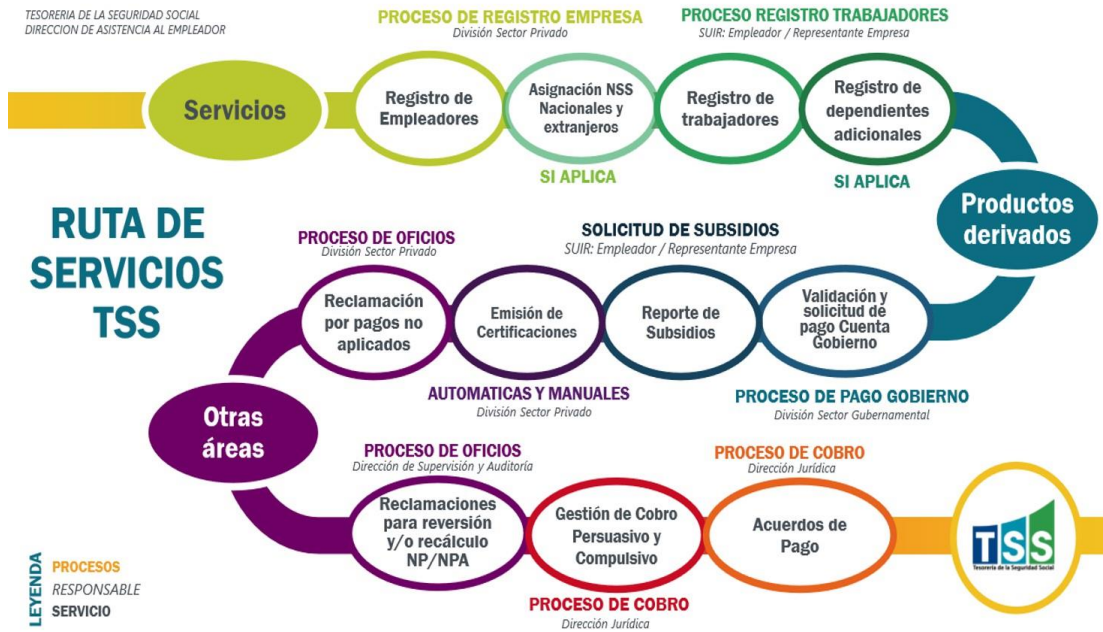 TESORERIA DE LA SEGURIDAD SOCIAL
DIRECCION DE ASISTENCIA AL EMPLEADOR
PROCESO DE REGISTRO EMPRESA
División Sector Privado
PROCESO REGISTRO TRABAJADORES
SUIR: Empleador / Representante Empresa
Servicios
Registro de
Empleadores
Asignación NSS
Nacionales y
extranjeros
SI APLICA
Registro de
trabajadores
Registro de
dependientes
adicionales
SI APLICA
Productos
derivados
RUTA DE
SERVICIOS
TSS
PROCESO DE OFICIOS
División Sector Privado
SOLICITUD DE SUBSIDIOS
SUIR: Empleador / Representante Empresa
Reclamación
por pagos no
aplicados
Emisión de
Certificaciones
Reporte de
Subsidios
Validación y
solicitud de
pago Cuenta
Gobierno
AUTOMATICAS Y MANUALES
División Sector Privado
PROCESO DE PAGO GOBIERNO
División Sector Gubernamental
Otras
áreas
PROCESO DE OFICIOS
Dirección de Supervisión y Auditoría
PROCESO DE COBRO
Dirección Jurídica
Reclamaciones
para reversión
y/o recálculo
NP/NPA
Gestión de Cobro
Persuasivo y
Compulsivo
Acuerdos de
Pago
PROCESO DE COBRO
Dirección Jurídica
TSS
Tesorería de la Seguridad Social
LEYENDA
PROCESOS
RESPONSABLE
SERVICIO